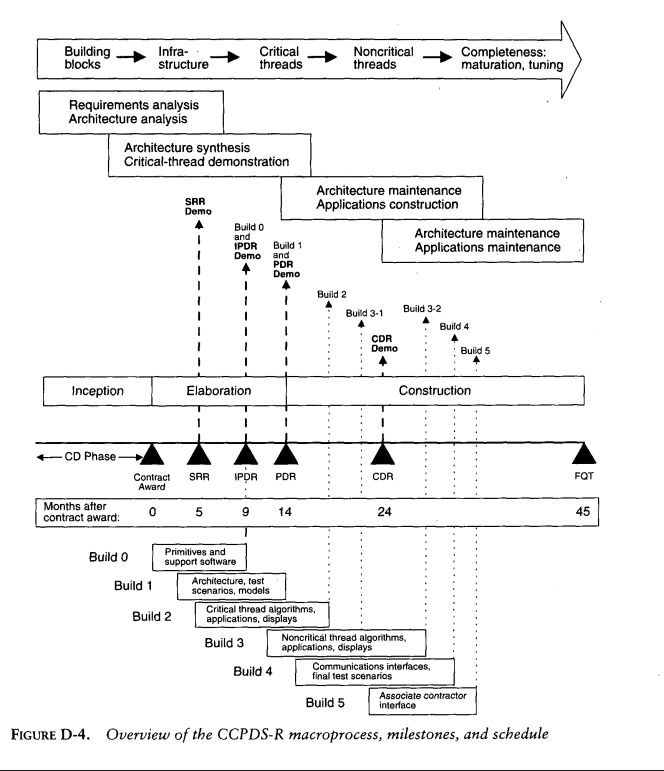 Building blocks
Infra-structure
Critical threads
Noncritical threads
Completeness: maturation, tuning
Requirements analysis
Architecture analysis
Architecture synthesis
Critical-thread demonstration
Architecture maintenance
Applications construction
Architecture maintenance
Applications maintenance
SRR
Demo
Build 0
and
IPDR
Demo
Build 1
and
PDR
Demo
Build 2
Build 3-1
CDR
Demo
Build 3-2
Build 4
Build 5
Inception
Elaboration
Construction
CD Phase
Contract
Award
SRR
IPDR
PDR
CDR
FQT
Months after
contract award:
0 5 9 14 24 45
Build 0
Primitives and
support software
Build 1
Architecture, test
scenarios, models
Build 2
Critical thread algorithms,
applications, displays
Build 3
Noncritical thread algorithms,
applications, displays
Build 4
Communications interfaces,
final test scenarios
Build 5
Associate contractor
interface
FIGURE D-4. Overview of the CCPDS-R macroprocess, milestones, and schedule